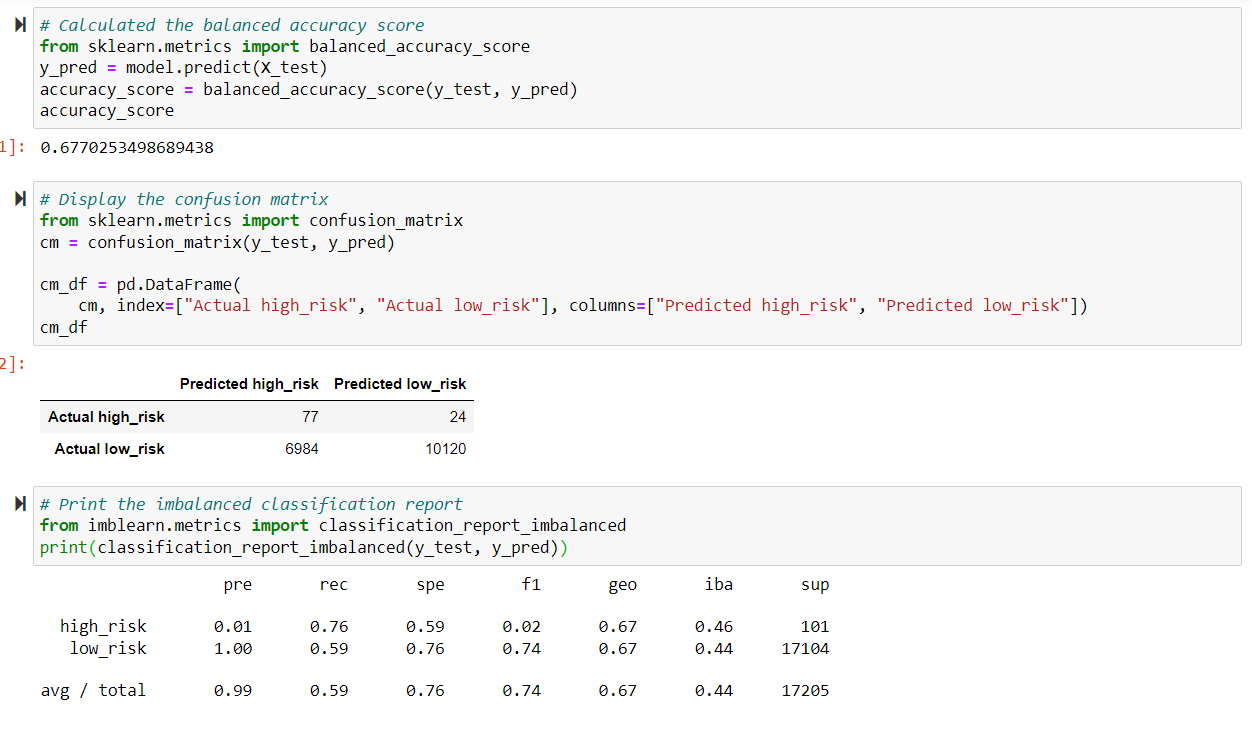 # Calculated the balanced accuracy score
from sklearn.metrics import balanced_accuracy_score
y_pred = model.predict(X_test)
accuracy_score = balanced_accuracy_score(y_test, y_pred)
accuracy_score
1]: 0.6770253498689438
# Display the confusion matrix
from sklearn.metrics import confusion_matrix
cm = confusion_matrix(y_test, y_pred)
cm_df = pd.DataFrame(
    cm, index=["Actual high_risk", "Actual low_risk"], columns=["Predicted high_risk", "Predicted low_risk"])
cm_df
2]:
Predicted high_risk Predicted low_risk
Actual high_risk 77 24
Actual low_risk 6984 10120
# Print the imbalanced classification report
from imblearn.metrics import classification_report_imbalanced
print(classification_report_imbalanced(y_test, y_pred))
pre rec spe f1 geo iba sup
high_risk 0.01 0.76 0.59 0.02 0.67 0.46 101
low_risk 1.00 0.59 0.76 0.74 0.67 0.44 17104
avg / total 0.99 0.59 0.76 0.74 0.67 0.44 17205